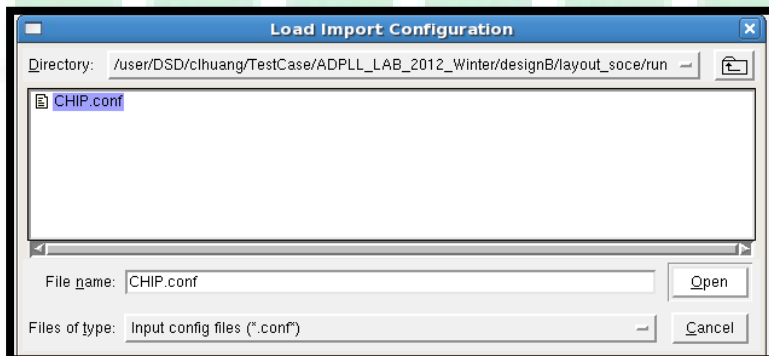 Load Import Configuration
Directory: /user/DSD/clhuang/TestCase/ADPLL_LAB_2012_Winter/designB/layout_soce/run
CHIP.conf
File name: CHIP.conf Open
Files of type: Input config files (*.conf*) Cancel